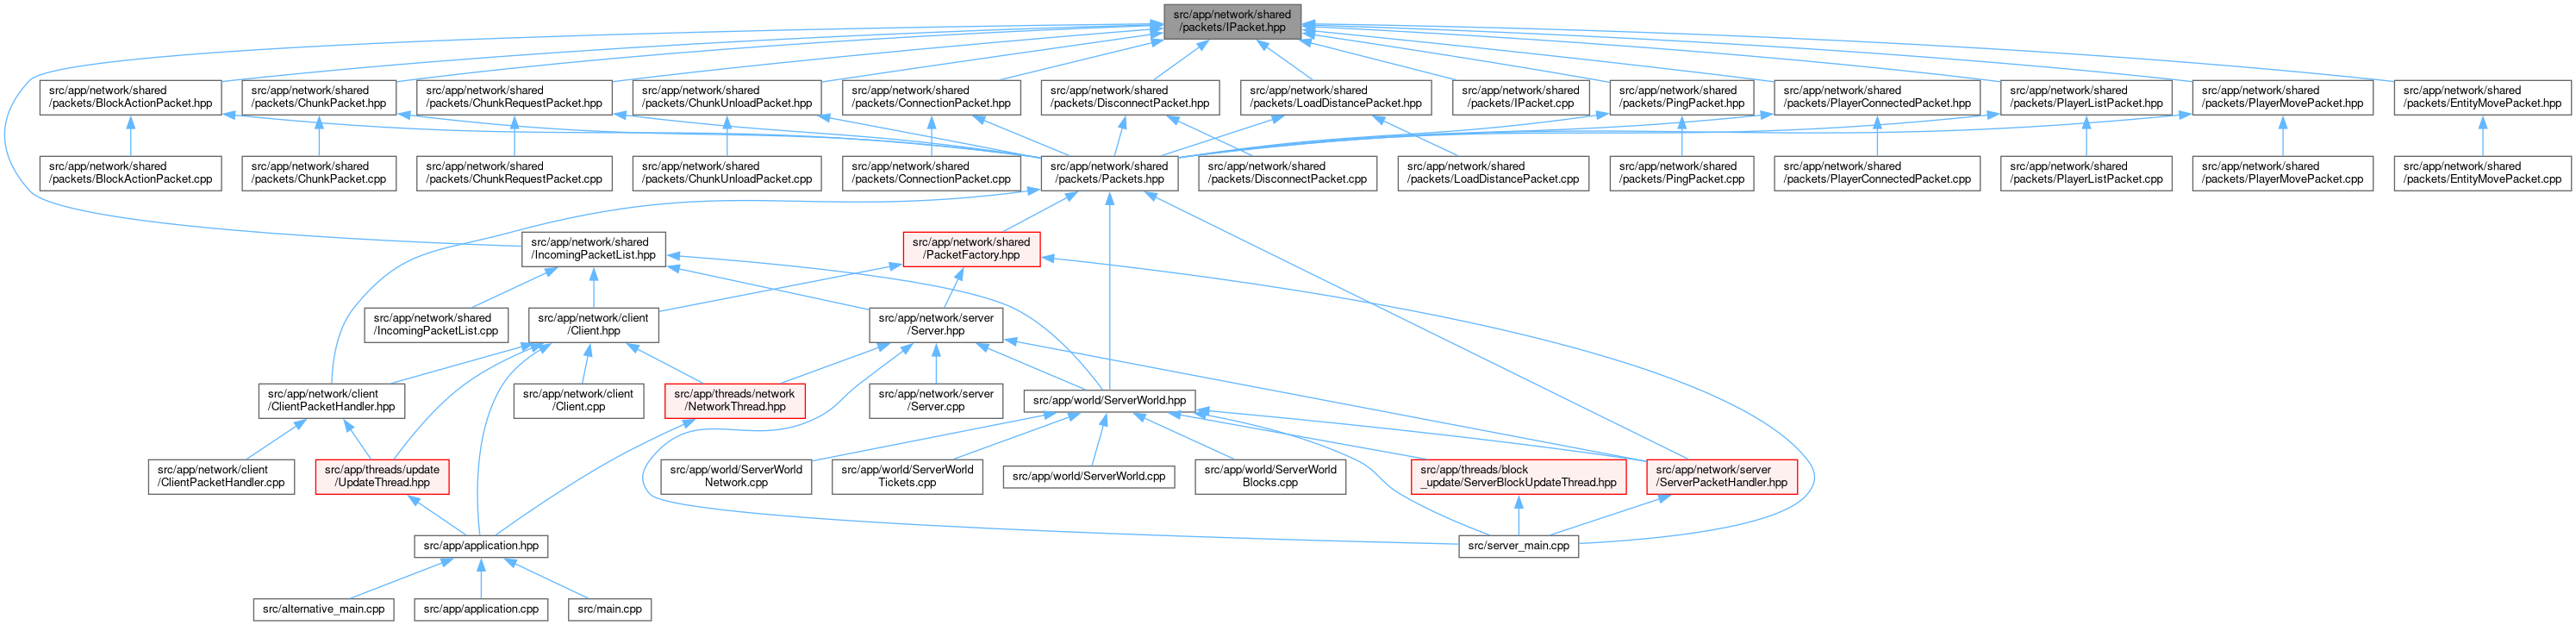 src/app/network/shared
/packets/IPacket.hpp
src/app/network/shared
/packets/BlockActionPacket.hpp
src/app/network/shared
/packets/ChunkPacket.hpp
src/app/network/shared
/packets/ChunkRequestPacket.hpp
src/app/network/shared
/packets/ChunkUnloadPacket.hpp
src/app/network/shared
/packets/ConnectionPacket.hpp
src/app/network/shared
/packets/DisconnectPacket.hpp
src/app/network/shared
/packets/LoadDistancePacket.hpp
src/app/network/shared
/packets/IPacket.cpp
src/app/network/shared
/packets/PingPacket.hpp
src/app/network/shared
/packets/PlayerConnectedPacket.hpp
src/app/network/shared
/packets/PlayerListPacket.hpp
src/app/network/shared
/packets/PlayerMovePacket.hpp
src/app/network/shared
/packets/EntityMovePacket.hpp
src/app/network/shared
/packets/BlockActionPacket.cpp
src/app/network/shared
/packets/ChunkPacket.cpp
src/app/network/shared
/packets/ChunkRequestPacket.cpp
src/app/network/shared
/packets/ChunkUnloadPacket.cpp
src/app/network/shared
/packets/ConnectionPacket.cpp
src/app/network/shared
/packets/Packets.hpp
src/app/network/shared
/packets/DisconnectPacket.cpp
src/app/network/shared
/packets/LoadDistancePacket.cpp
src/app/network/shared
/packets/PingPacket.cpp
src/app/network/shared
/packets/PlayerConnectedPacket.cpp
src/app/network/shared
/packets/PlayerListPacket.cpp
src/app/network/shared
/packets/PlayerMovePacket.cpp
src/app/network/shared
/packets/EntityMovePacket.cpp
src/app/network/shared
/IncomingPacketList.hpp
src/app/network/shared
/PacketFactory.hpp
src/app/network/shared
/IncomingPacketList.cpp
src/app/network/client
/Client.hpp
src/app/network/server
/Server.hpp
src/app/network/client
/ClientPacketHandler.hpp
src/app/network/client
/Client.cpp
src/app/threads/network
/NetworkThread.hpp
src/app/network/server
/Server.cpp
src/app/world/ServerWorld.hpp
src/app/network/client
/ClientPacketHandler.cpp
src/app/threads/update
/UpdateThread.hpp
src/app/world/ServerWorld
Network.cpp
src/app/world/ServerWorld
Tickets.cpp
src/app/world/ServerWorld.cpp
src/app/world/ServerWorld
Blocks.cpp
src/app/threads/block
_update/ServerBlockUpdateThread.hpp
src/app/network/server
/ServerPacketHandler.hpp
src/app/application.hpp
src/server_main.cpp
src/alternative_main.cpp
src/app/application.cpp
src/main.cpp